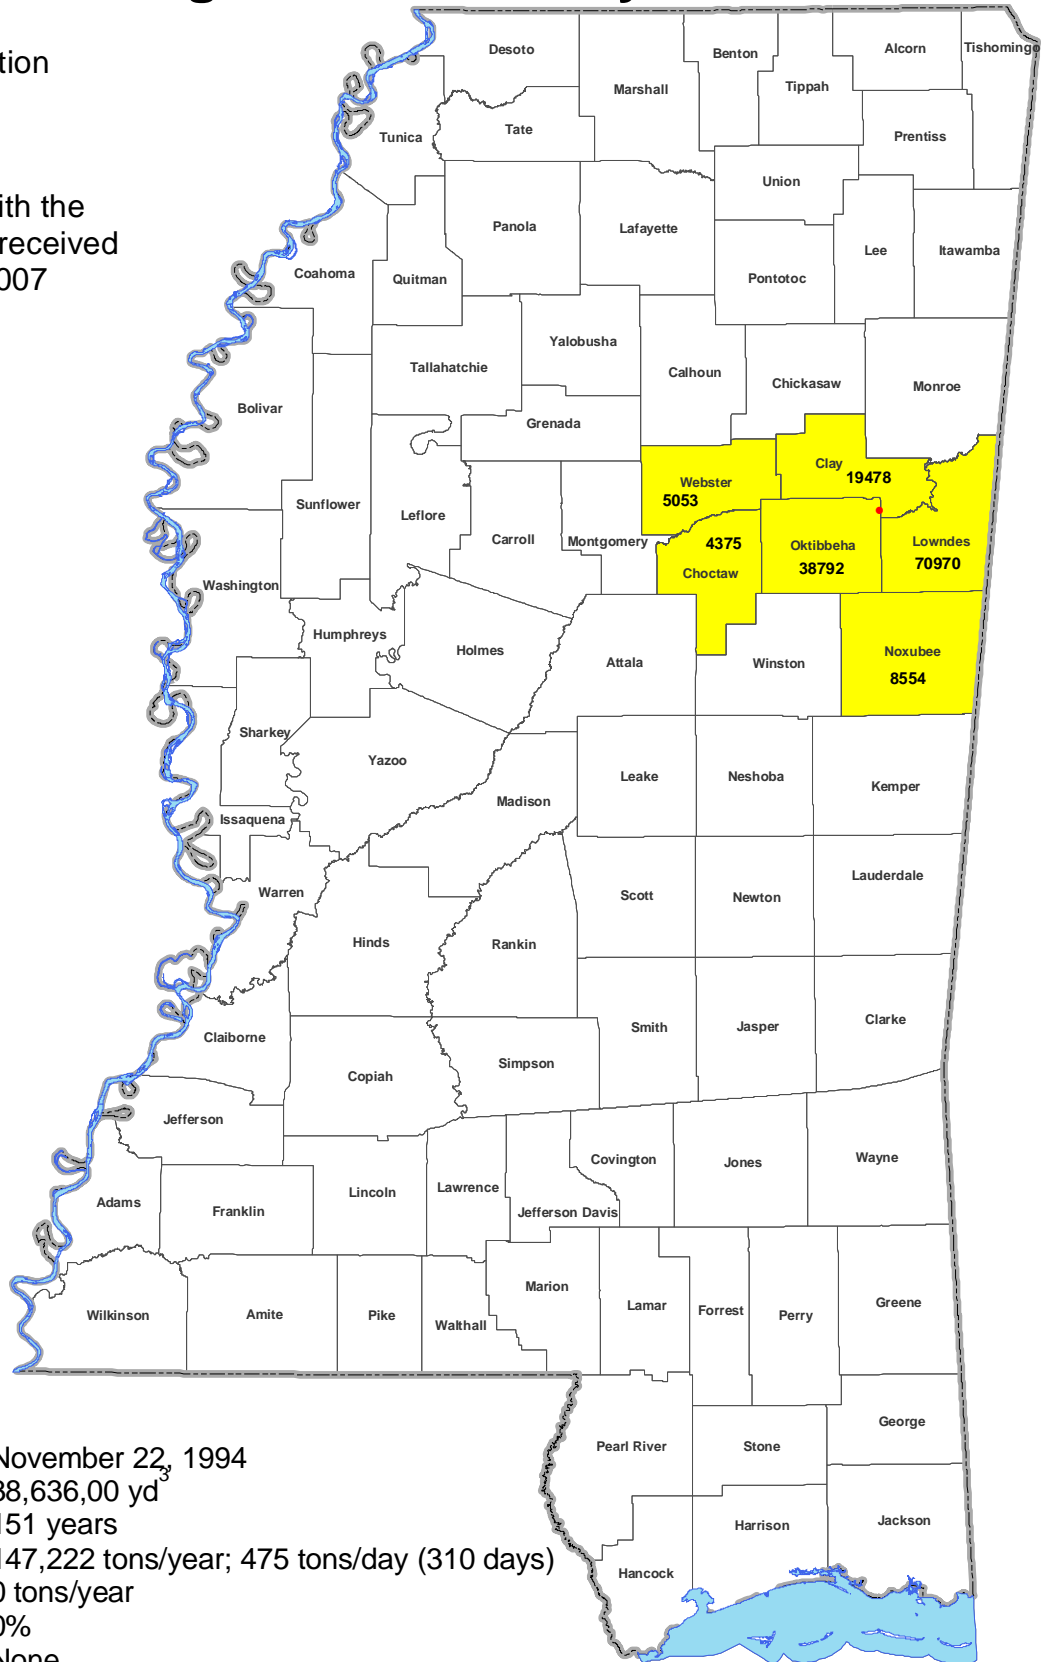 tion
ith the
received
007
Desoto
Benton
Alcorn
Tishomingo
Marshall
Tippah
Tunica
Tate
Prentiss
Union
Panola
Lafayette
Lee
Itawamba
Coahoma
Quitman
Pontotoc
Yalobusha
Tallahatchie
Calhoun
Chickasaw
Monroe
Bolivar
Grenada
Clay
19478
Webster
5053
Sunflower
Leflore
Carroll
Montgomery
4375
Choctaw
Oktibbeha
38792
Lowndes
70970
Washington
Humphreys
Holmes
Attala
Winston
Noxubee
8554
Sharkey
Yazoo
Leake
Neshoba
Kemper
Madison
Issaquena
Warren
Scott
Newton
Lauderdale
Hinds
Rankin
Claiborne
Smith
Jasper
Clarke
Copiah
Simpson
Jefferson
Covington
Jones
Wayne
Adams
Franklin
Lincoln
Lawrence
Jefferson Davis
Wilkinson
Amite
Pike
Walthall
Marion
Lamar
Forrest
Perry
Greene
George
Pearl River
Stone
Harrison
Jackson
Hancock
November 22, 1994
38,636,00 yd3
151 years
147,222 tons/year; 475 tons/day (310 days)
0 tons/year
0%
None